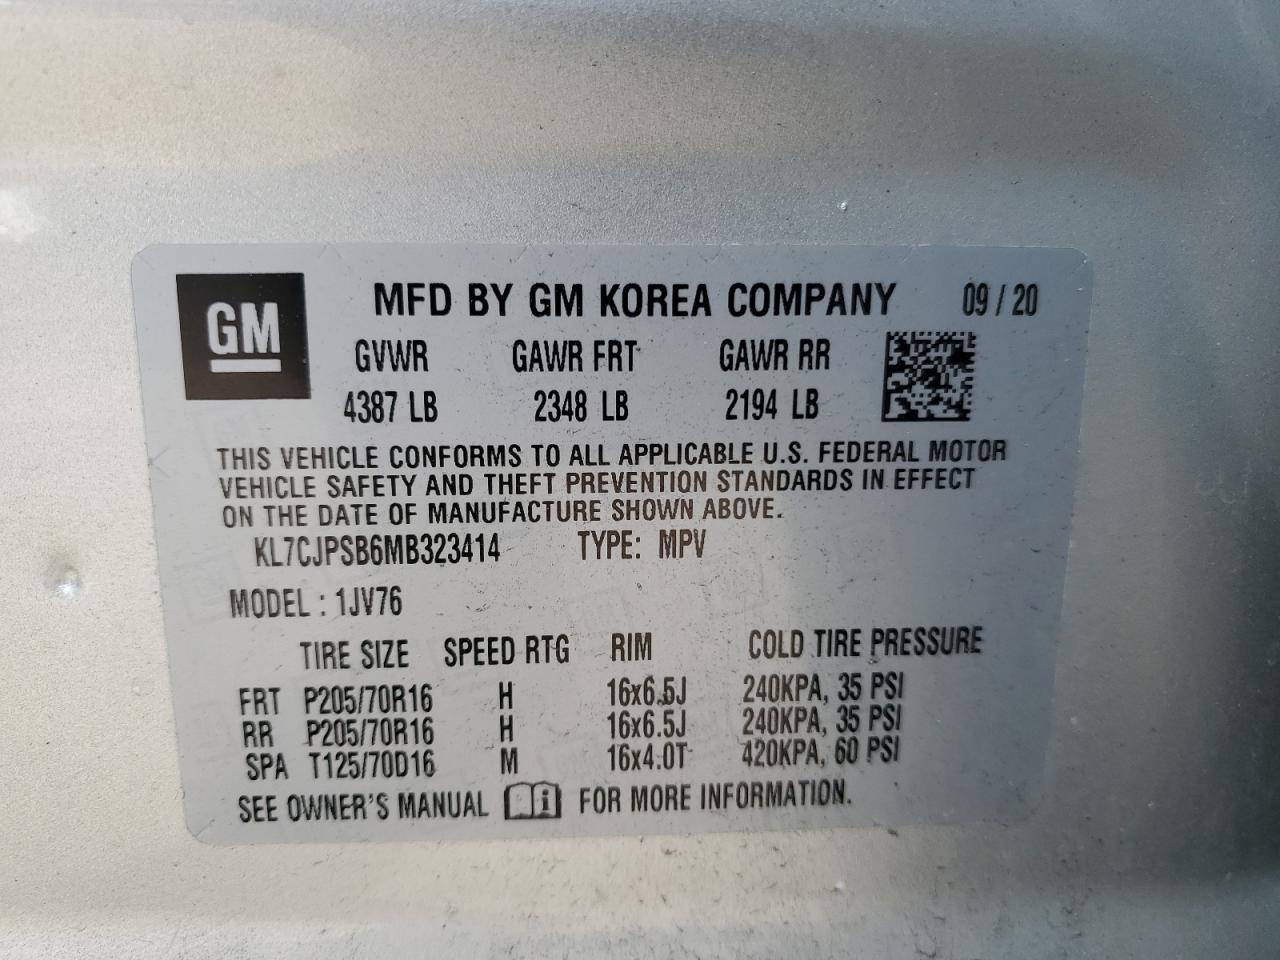 GM
MFD BY GM KOREA COMPANY 09/20
GVWR GAWR FRT GAWR RR
4387 LB 2348 LB 2194 LB
THIS VEHICLE CONFORMS TO ALL APPLICABLE U.S. FEDERAL MOTOR
VEHICLE SAFETY AND THEFT PREVENTION STANDARDS IN EFFECT
ON THE DATE OF MANUFACTURE SHOWN ABOVE.
KL7CJPSB6MB323414 TYPE: MPV
MODEL : 1JV76
TIRE SIZE SPEED RTG RIM COLD TIRE PRESSURE
FRT P205/70R16 H 16x6.5J 240KPA, 35 PSI
RR P205/70R16 H 16x6.5J 240KPA, 35 PSI
SPA T125/70D16 M 16x4.0T 420KPA, 60 PSI
SEE OWNER'S MANUAL i FOR MORE INFORMATION.